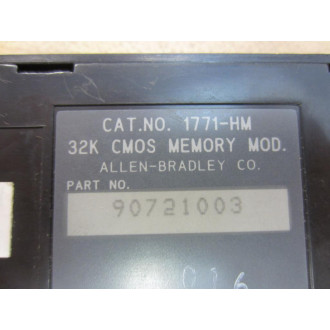 CAT.NO. 1771-HM
32K CMOS MEMORY MOD.
ALLEN-BRADLEY CO.
PART NO.
90721003